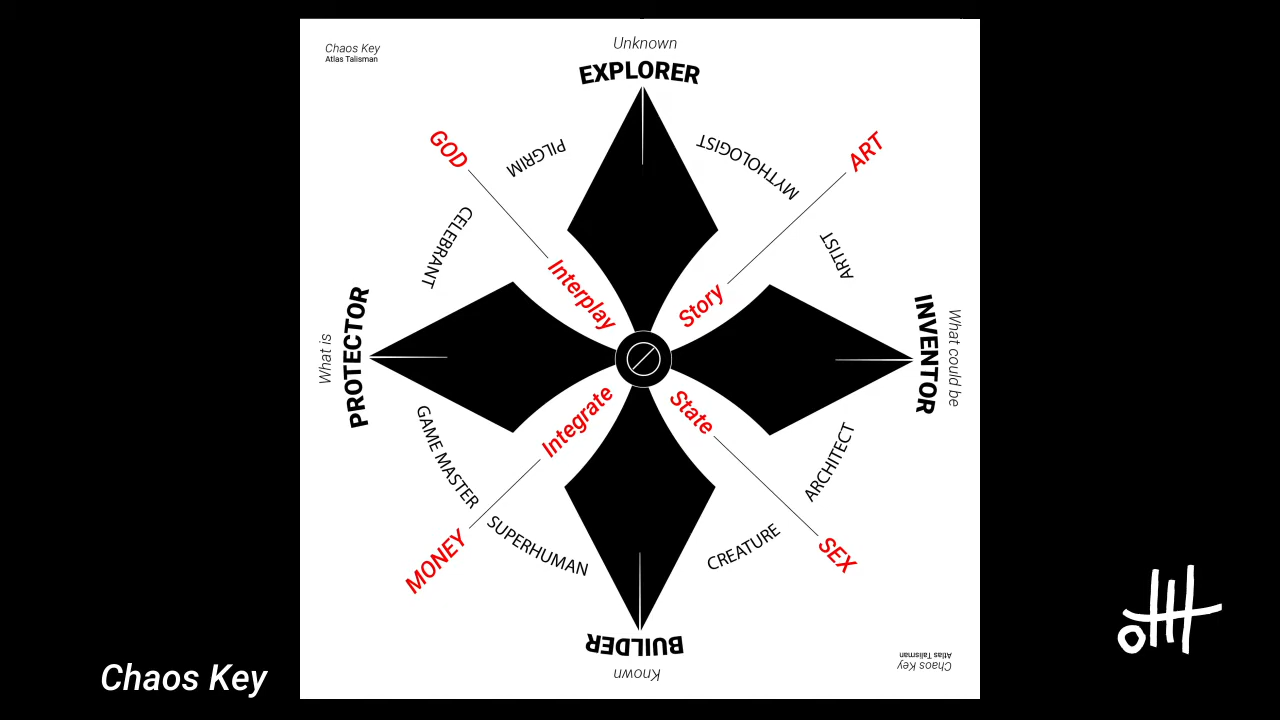 Chaos Key
Atlas Talisman
Unknown
EXPLORER
GOD
PILGRIM
MYTHOLOGIST
ART
CELEBRANT
ARTIST
Interplay
Story
What is
PROTECTOR
INVENTOR
What could be
Integrate
State
GAME MASTER
ARCHITECT
SUPERHUMAN
CREATURE
MONEY
SEX
BUILDER
Known
Chaos Key
Atlas Talisman
Chaos Key